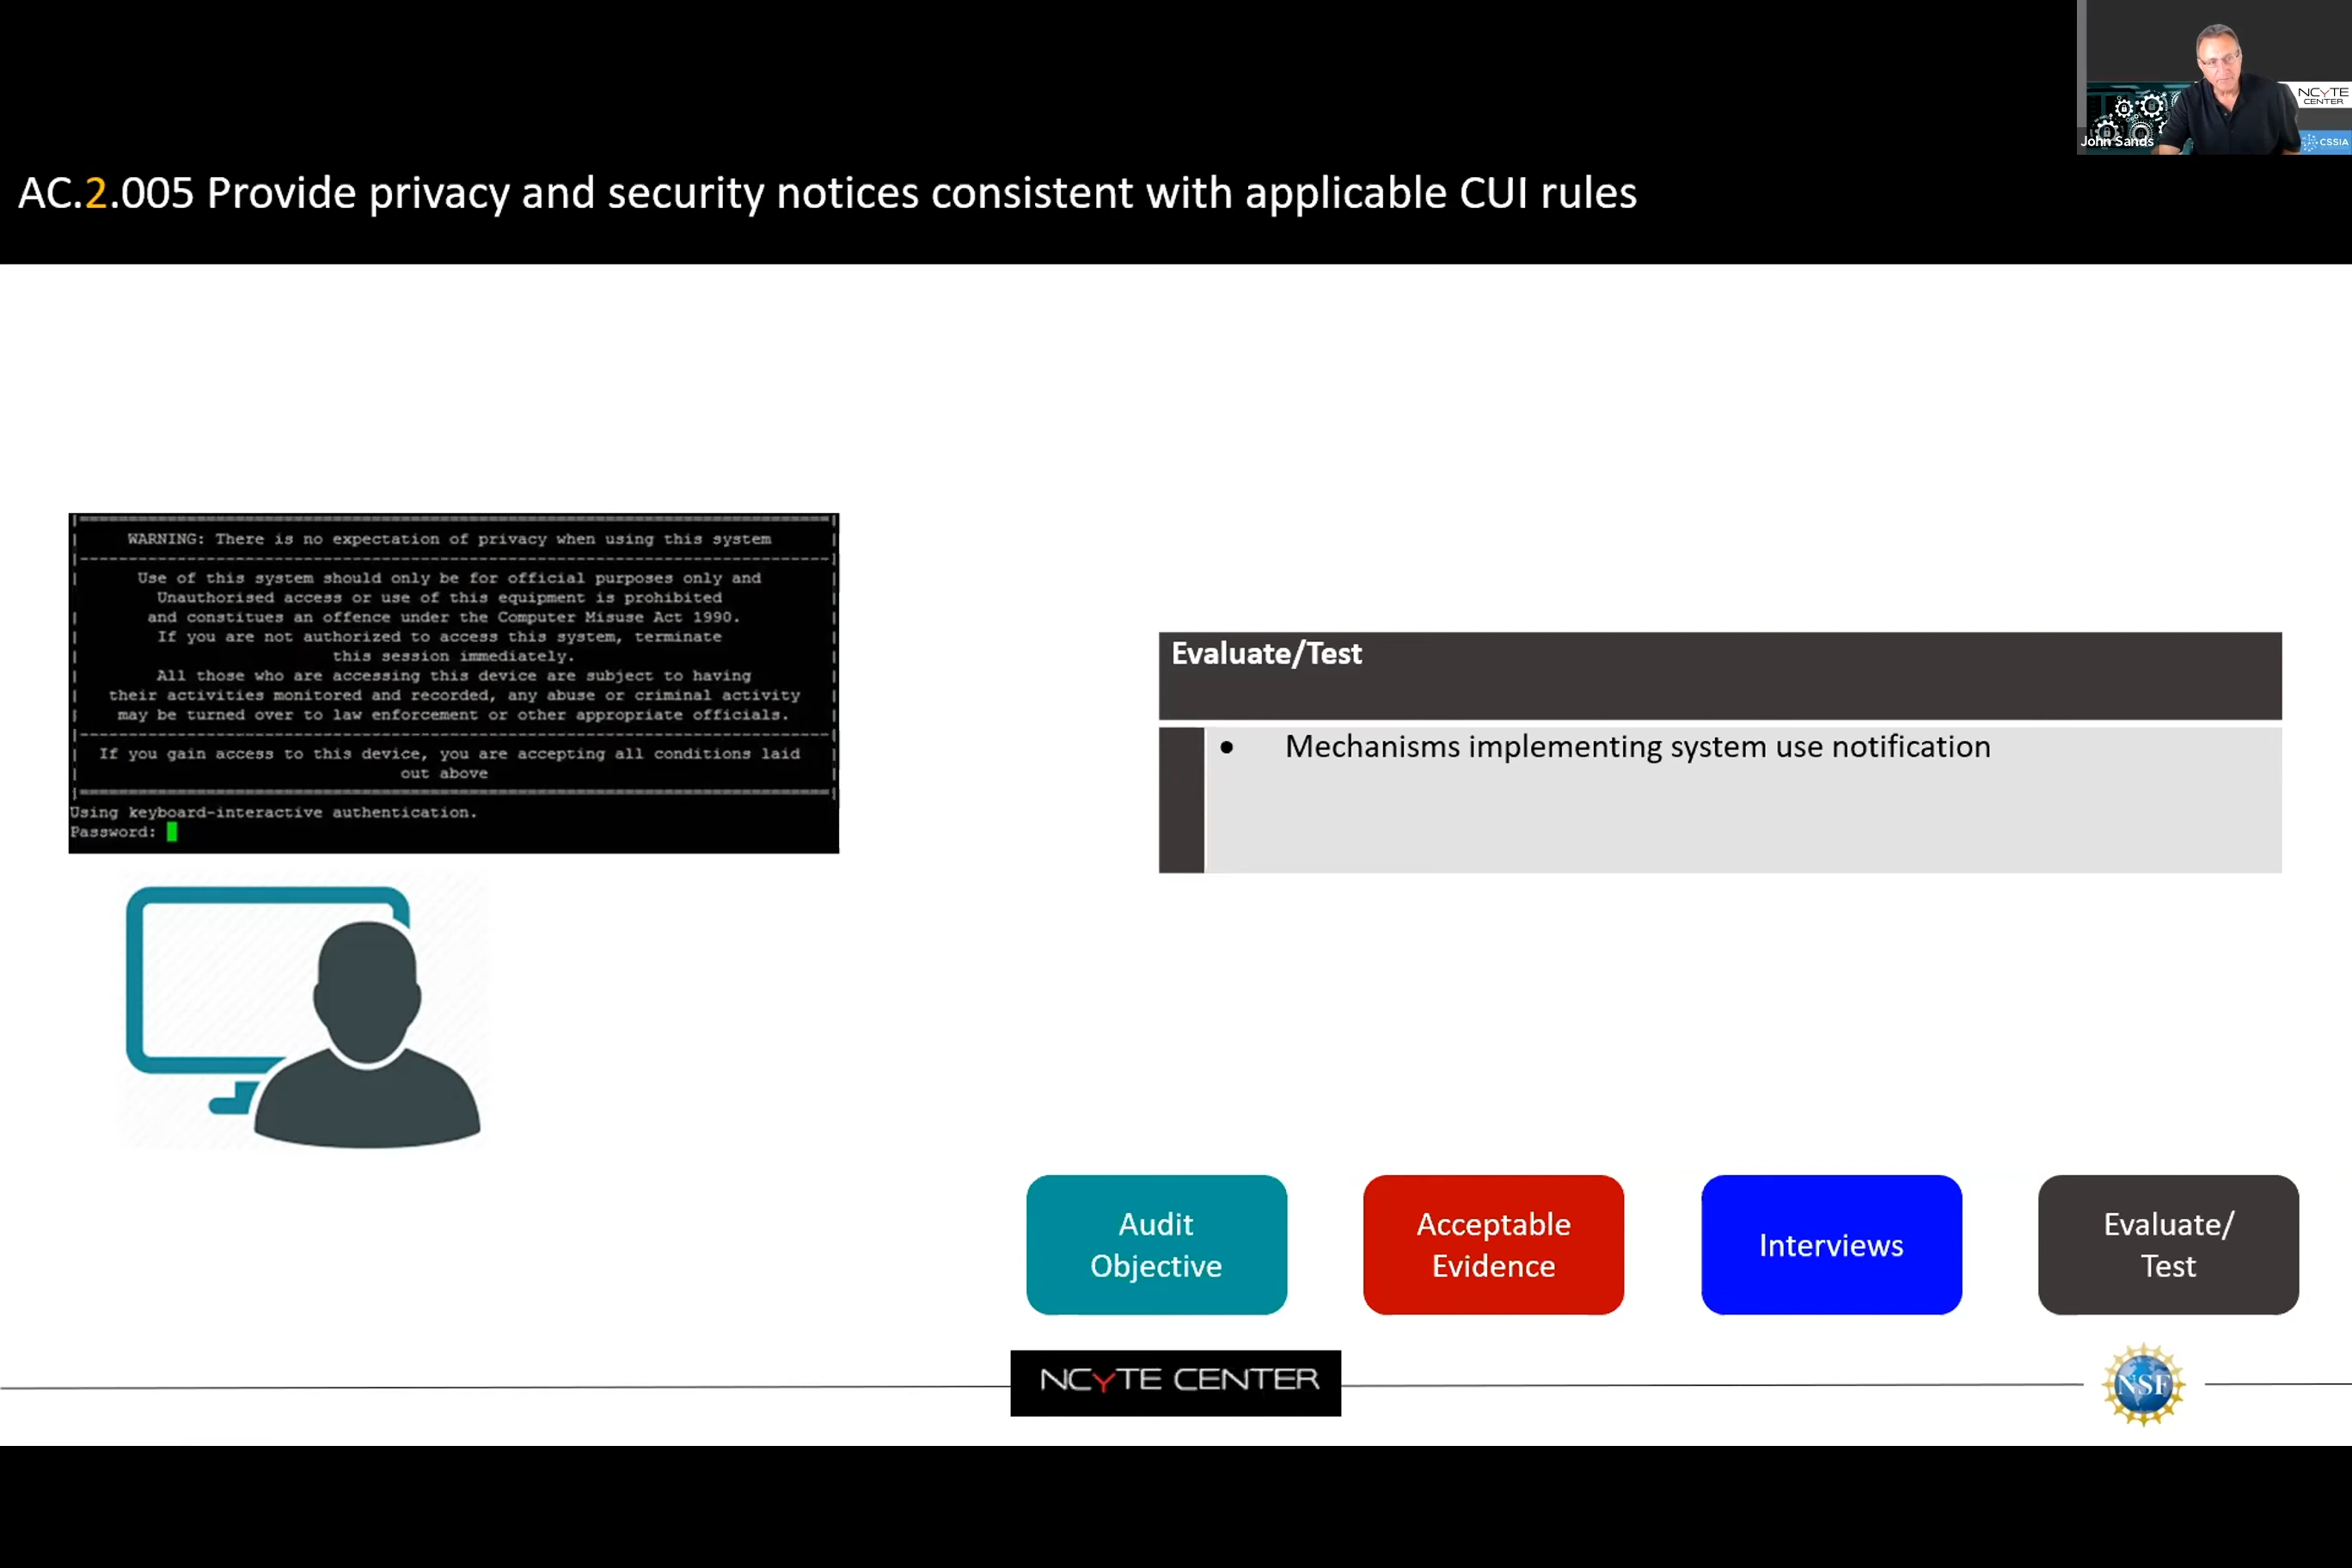 NCYTE
CENTER
John Sands
CSSIA
AC.2.005 Provide privacy and security notices consistent with applicable CUI rules
WARNING: There is no expectation of privacy when using this system
Use of this system should only be for official purposes only and
Unauthorised access or use of this equipment is prohibited
and constitues an offence under the Computer Misuse Act 1990.
If you are not authorized to access this system, terminate
this session immediately.
All those who are accessing this device are subject to having
their activities monitored and recorded, any abuse or criminal activity
may be turned over to law enforcement or other appropriate officials.
If you gain access to this device, you are accepting all conditions laid
out above
Using keyboard-interactive authentication.
Password:
Evaluate/Test
• Mechanisms implementing system use notification
Audit
Objective
Acceptable
Evidence
Interviews
Evaluate/
Test
NCYTE CENTER
NSF